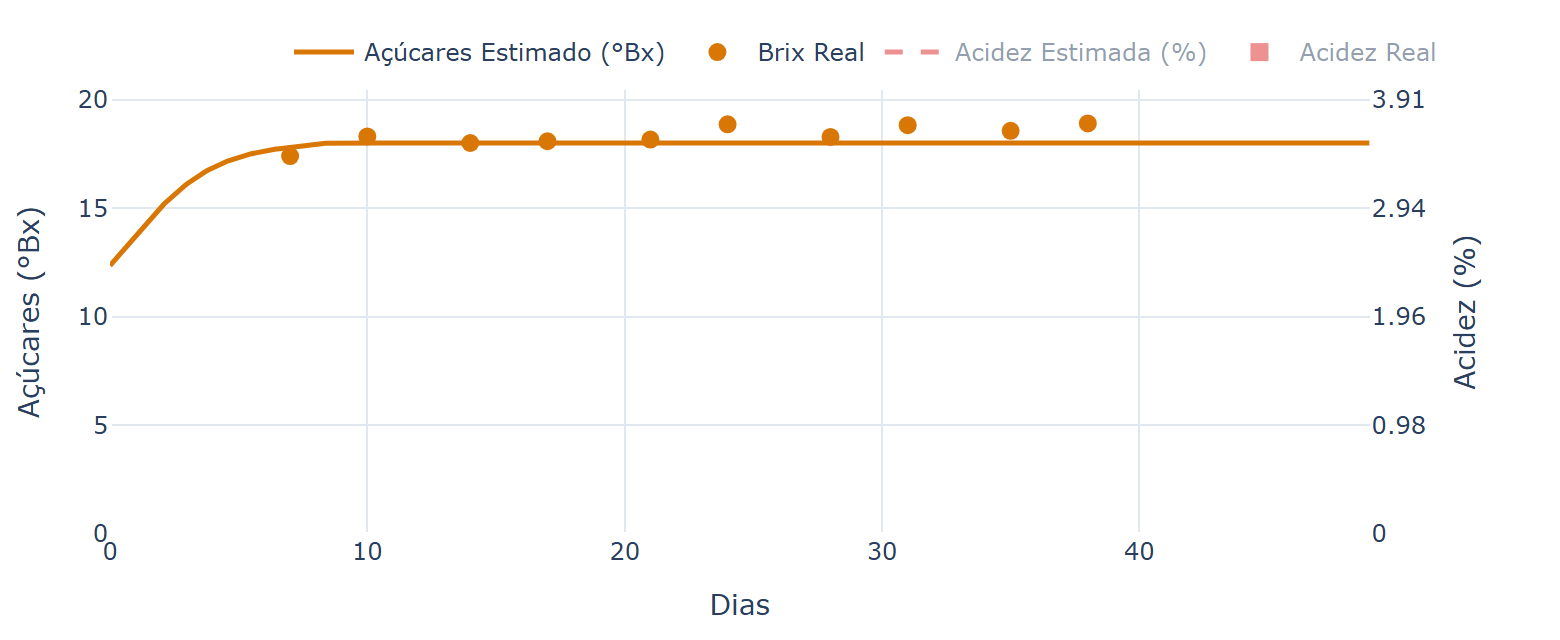 Açúcares Estimado (°Bx) Brix Real Acidez Estimada (%) Acidez Real
20 3.91
15 2.94
10 1.96
5 0.98
0 0
0 10 20 30 40
Açúcares (°Bx)
Acidez (%)
Dias